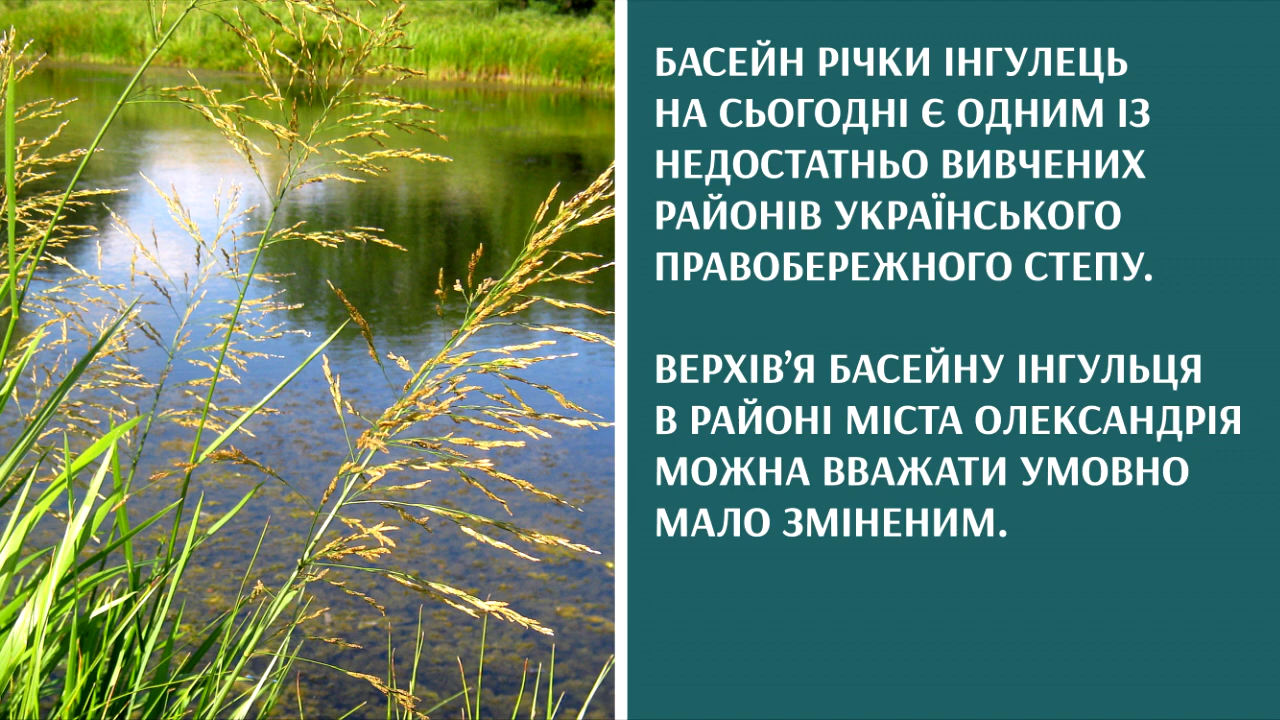 БАСЕЙН РІЧКИ ІНГУЛЕЦЬ
НА СЬОГОДНІ Є ОДНИМ ІЗ
НЕДОСТАТНЬО ВИВЧЕНИХ
РАЙОНІВ УКРАЇНСЬКОГО
ПРАВОБЕРЕЖНОГО СТЕПУ.
ВЕРХІВ’Я БАСЕЙНУ ІНГУЛЬЦЯ
В РАЙОНІ МІСТА ОЛЕКСАНДРІЯ
МОЖНА ВВАЖАТИ УМОВНО
МАЛО ЗМІНЕНИМ.